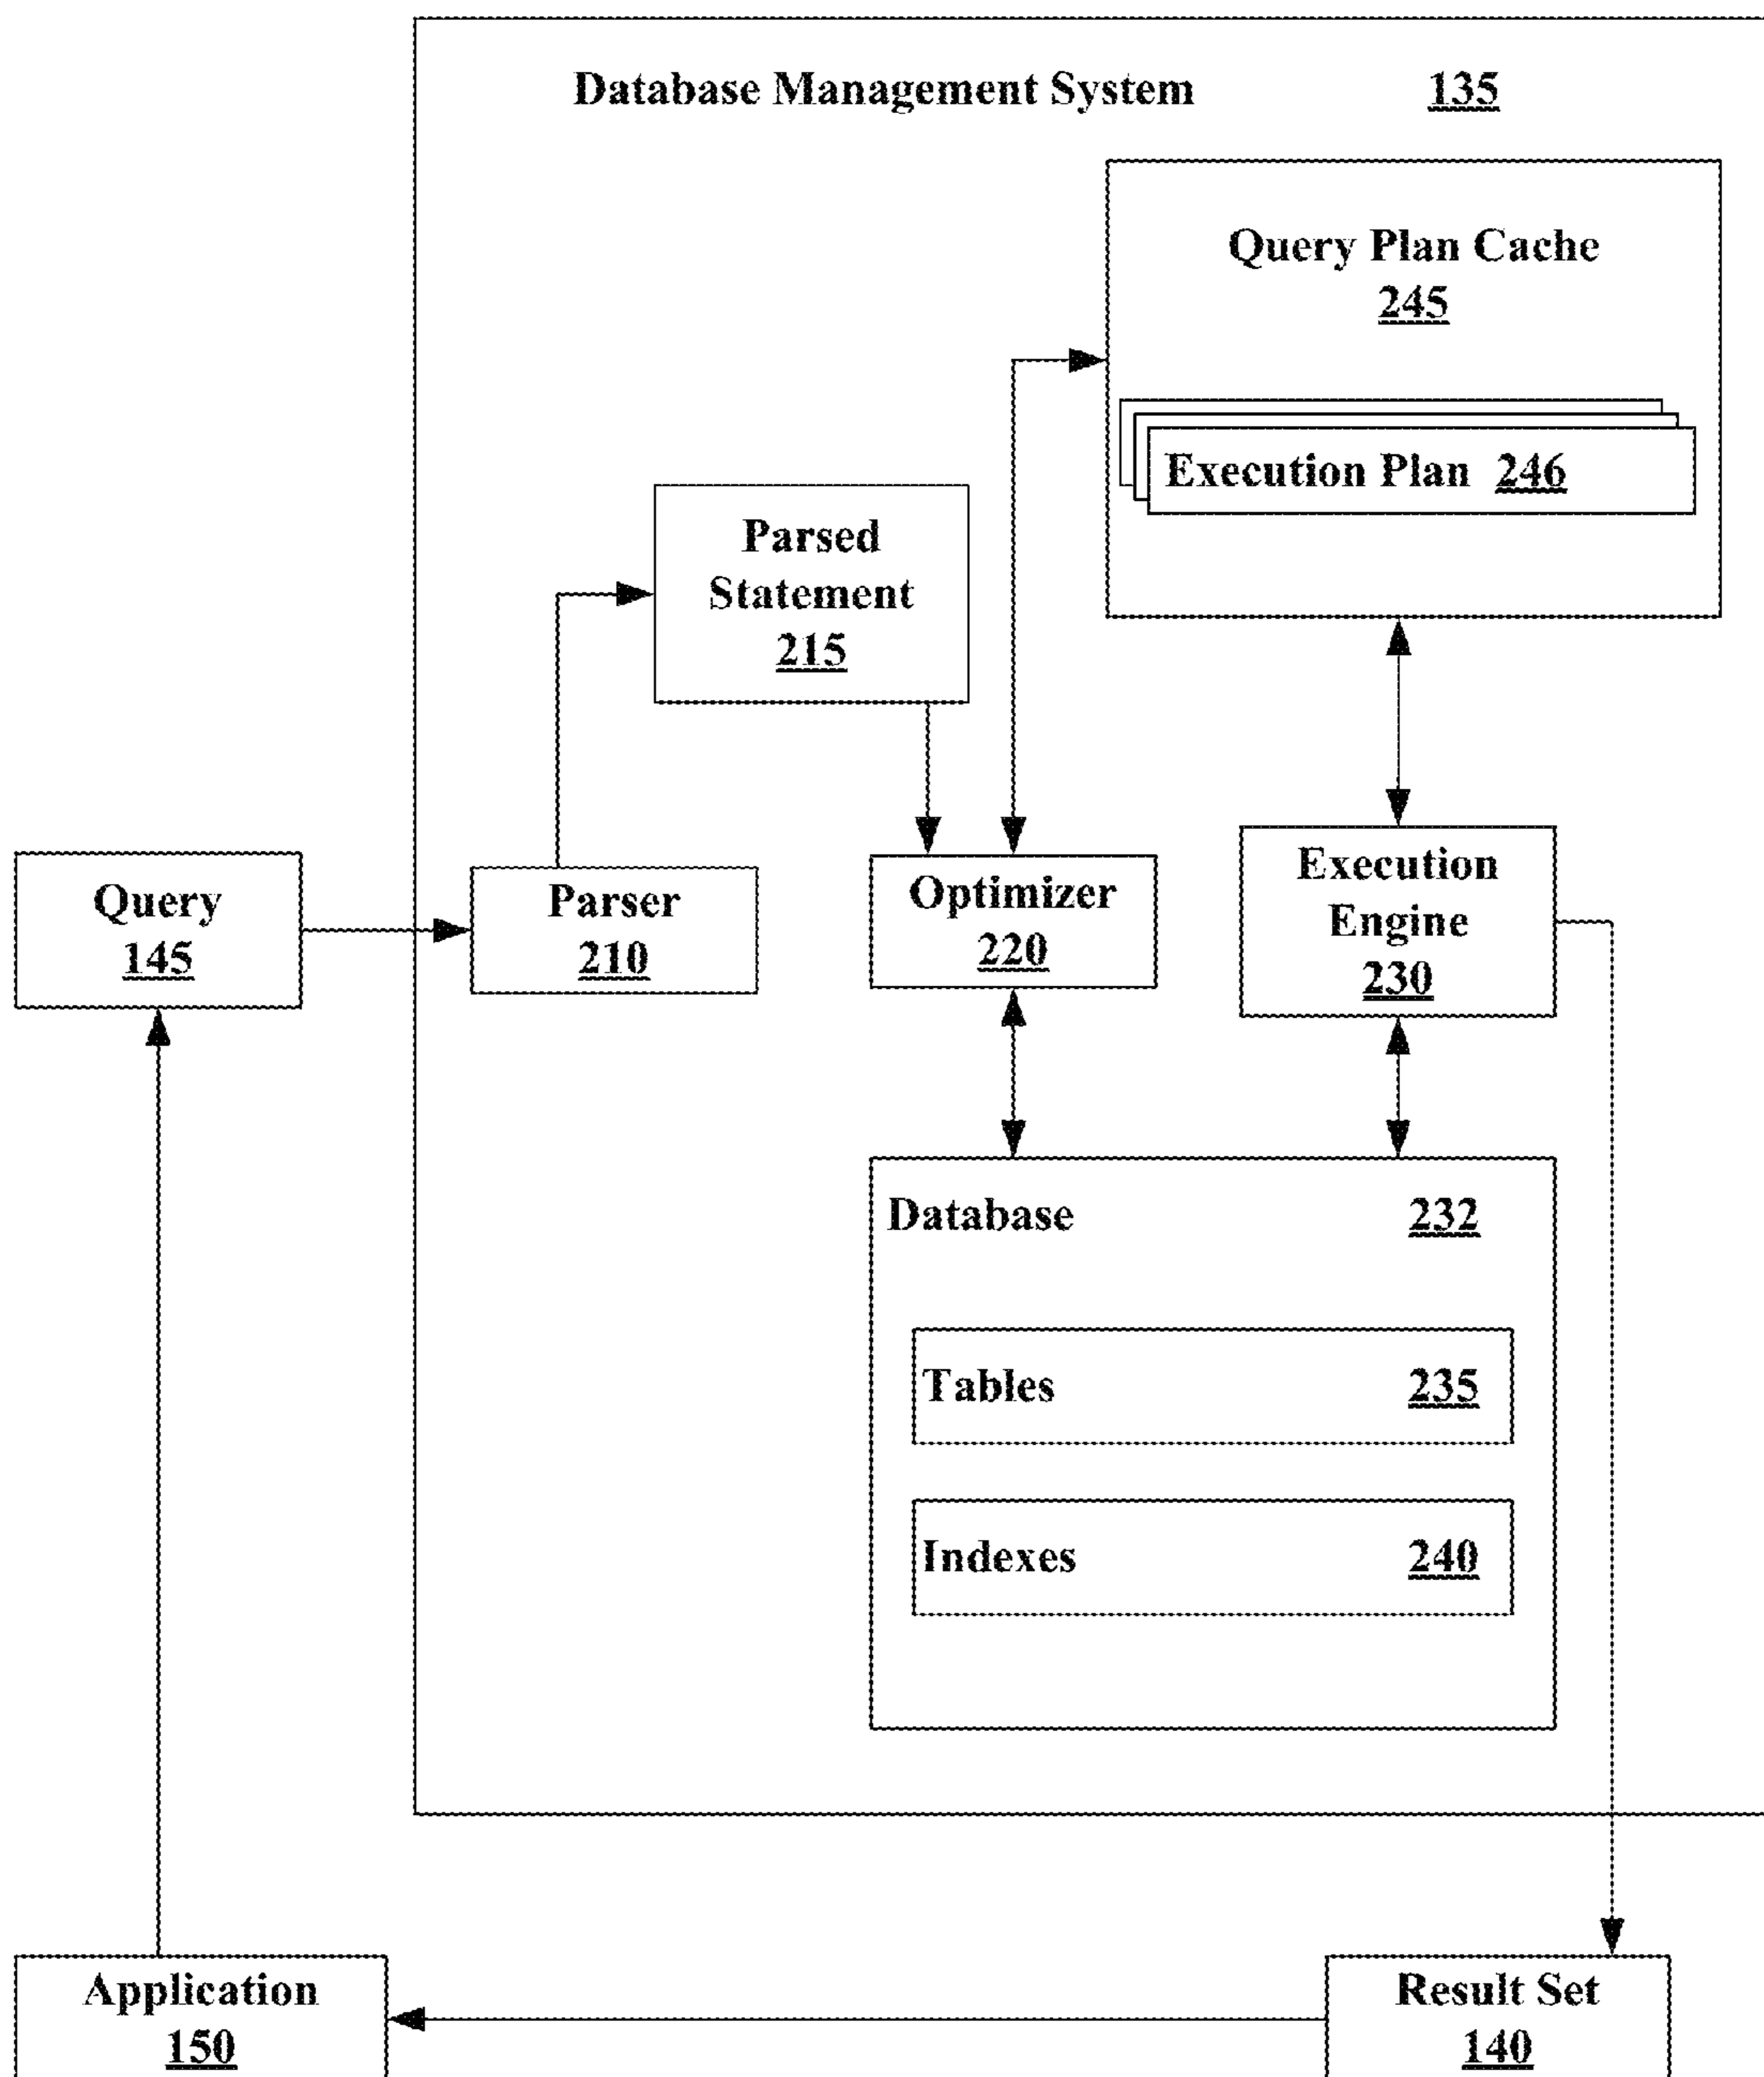 Database Management System 135
Query Plan Cache
245
Execution Plan 246
Parsed
Statement
215
Query
145
Parser
210
Optimizer
220
Execution
Engine
230
Database 232
Tables 235
Indexes 240
Application
150
Result Set
140